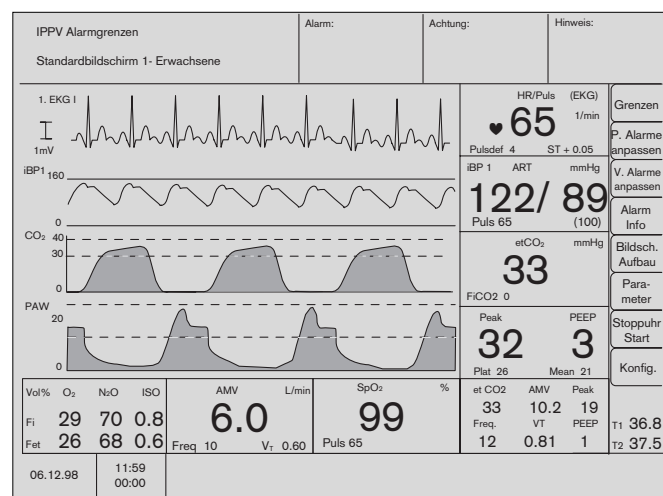 IPPV Alarmgrenzen
Standardbildschirm 1- Erwachsene
Alarm:
Achtung:
Hinweis:
1. EKG I
1mV
iBP1
160
0
CO₂
40
30
0
PAW
20
0
HR/Puls (EKG)
65
1/min
Pulsdef 4 ST + 0.05
iBP 1 ART mmHg
122/ 89
Puls 65 (100)
etCO₂ mmHg
33
FiCO2 0
Peak PEEP
32 3
Plat 26 Mean 21
Grenzen
P. Alarme
anpassen
V. Alarme
anpassen
Alarm
Info
Bildsch.
Aufbau
Para-
meter
Stoppuhr
Start
Konfig.
Vol% O₂ N₂O ISO
Fi 29 70 0.8
Fet 26 68 0.6
AMV L/min
6.0
Freq 10 VT 0.60
SpO₂ %
99
Puls 65
et CO2 AMV Peak
33 10.2 19
Freq. VT PEEP
12 0.81 1
T1 36.8
T2 37.5
06.12.98
11:59
00:00